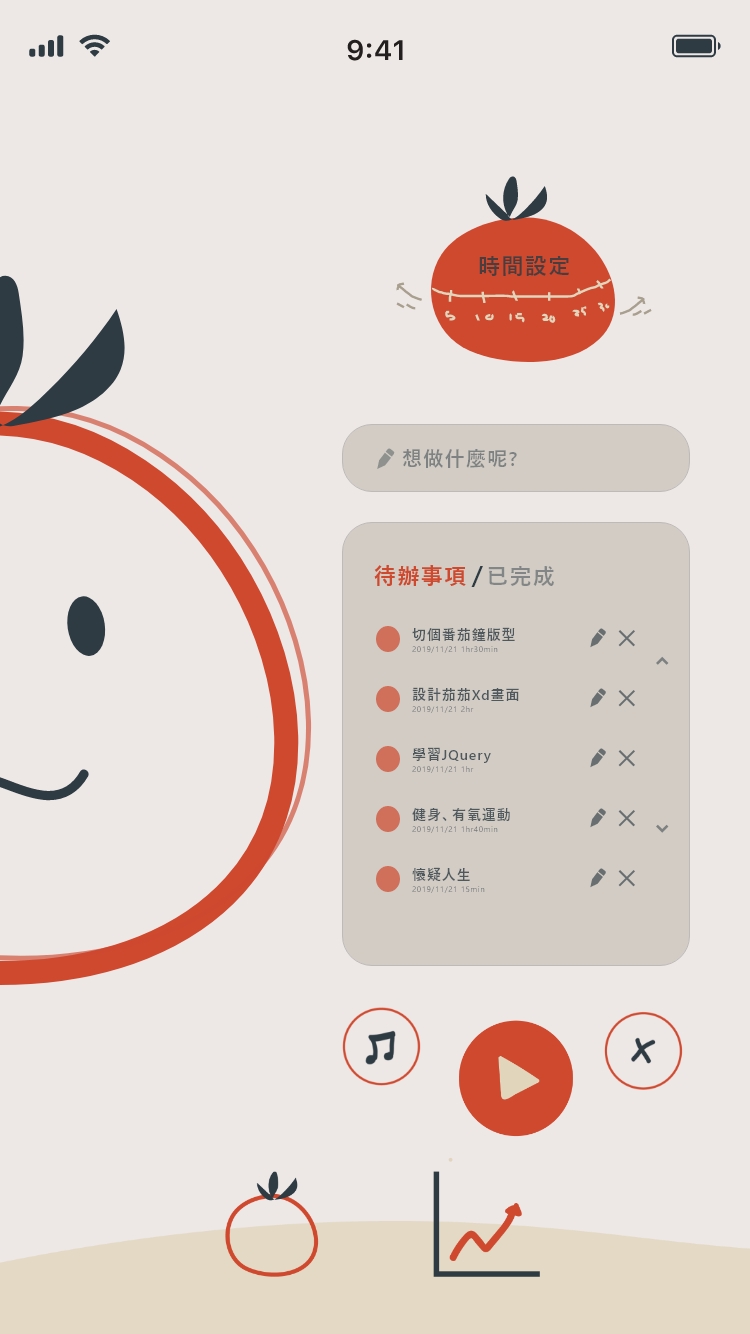 9:41
時間設定
5 10 15 20 25 30
想做什麼呢?
待辦事項/已完成
切個番茄鐘版型
2019/11/21 1hr30min
設計茄茄Xd畫面
2019/11/21 2hr
學習JQuery
2019/11/21 1hr
健身、有氧運動
2019/11/21 1hr40min
懷疑人生
2019/11/21 15min